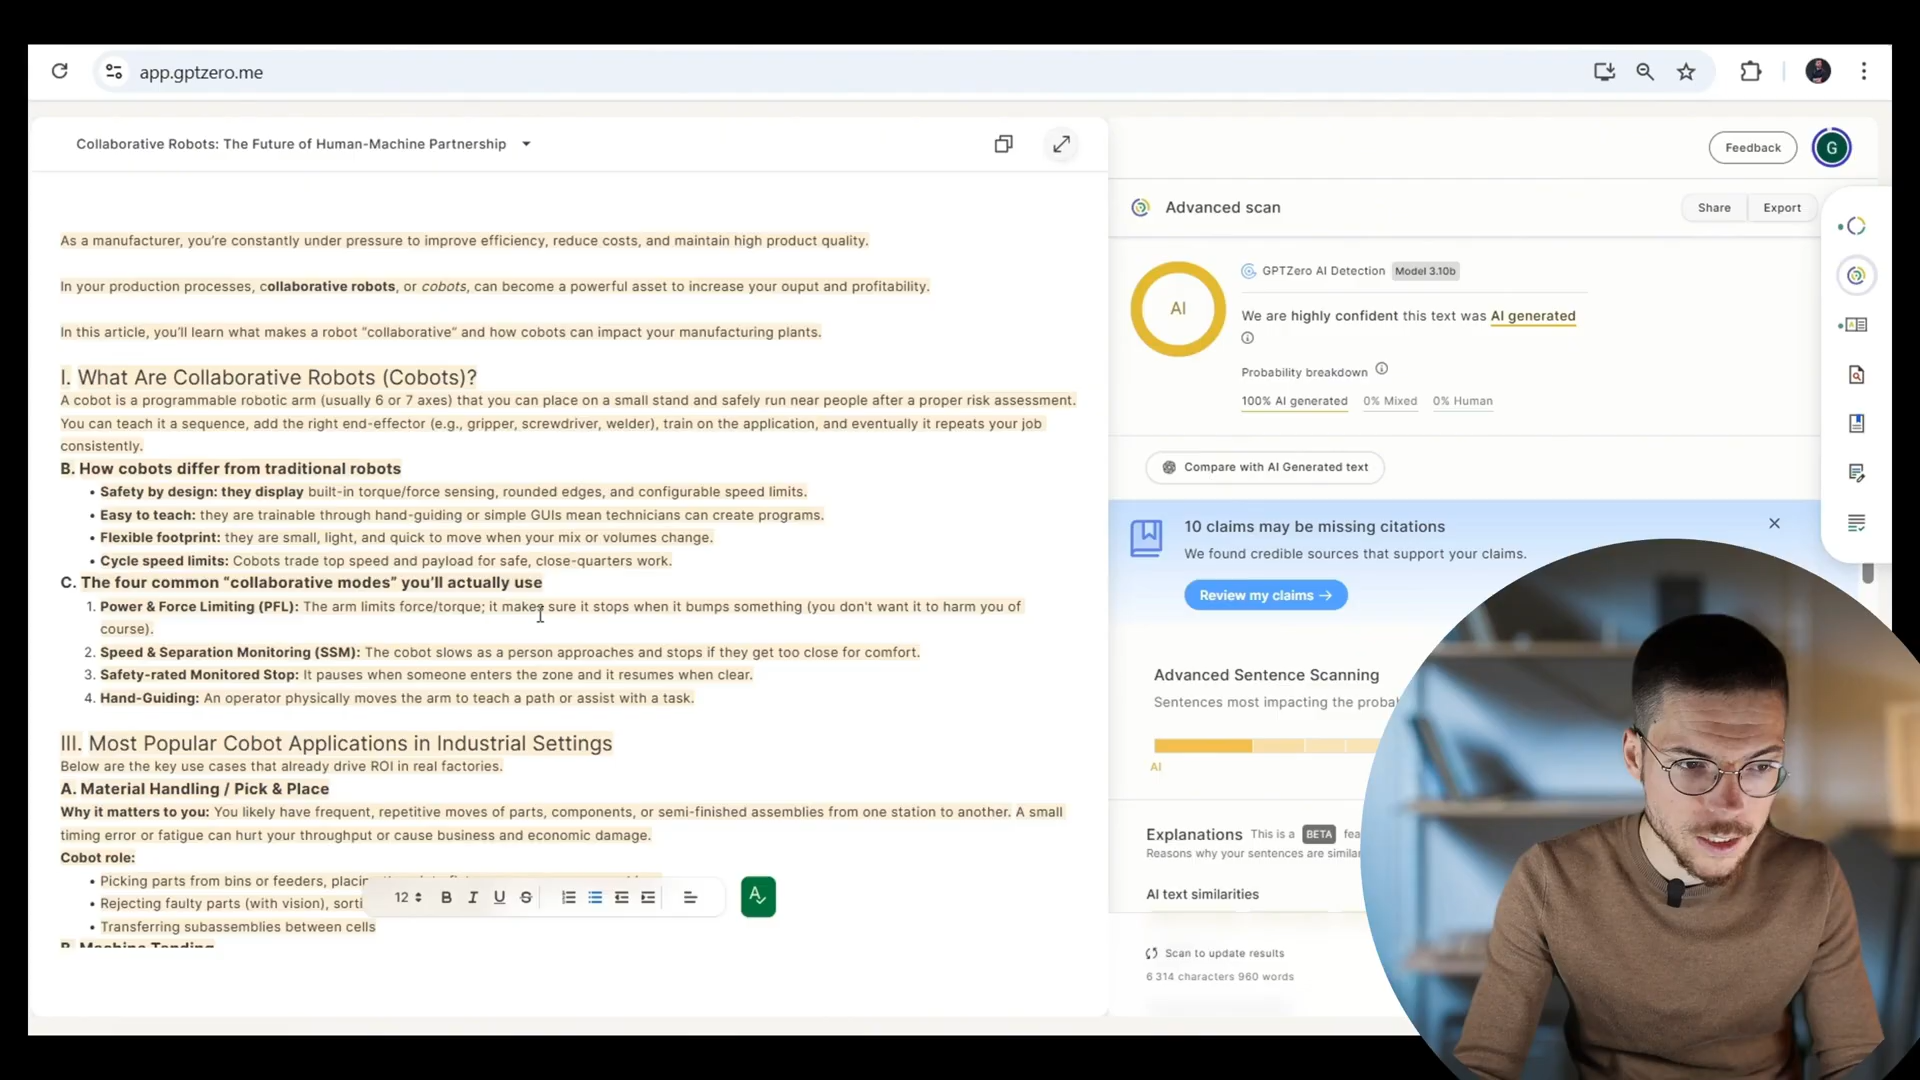 app.gptzero.me
Collaborative Robots: The Future of Human-Machine Partnership
Feedback
G
Advanced scan
Share
Export
As a manufacturer, you're constantly under pressure to improve efficiency, reduce costs, and maintain high product quality.
In your production processes, collaborative robots, or cobots, can become a powerful asset to increase your ouput and profitability.
In this article, you'll learn what makes a robot "collaborative" and how cobots can impact your manufacturing plants.
I. What Are Collaborative Robots (Cobots)?
A cobot is a programmable robotic arm (usually 6 or 7 axes) that you can place on a small stand and safely run near people after a proper risk assessment.
You can teach it a sequence, add the right end-effector (e.g., gripper, screwdriver, welder), train on the application, and eventually it repeats your job
consistently.
B. How cobots differ from traditional robots
• Safety by design: they display built-in torque/force sensing, rounded edges, and configurable speed limits.
• Easy to teach: they are trainable through hand-guiding or simple GUIs mean technicians can create programs.
• Flexible footprint: they are small, light, and quick to move when your mix or volumes change.
• Cycle speed limits: Cobots trade top speed and payload for safe, close-quarters work.
C. The four common "collaborative modes" you'll actually use
1. Power & Force Limiting (PFL): The arm limits force/torque; it makes sure it stops when it bumps something (you don't want it to harm you of
course).
2. Speed & Separation Monitoring (SSM): The cobot slows as a person approaches and stops if they get too close for comfort.
3. Safety-rated Monitored Stop: It pauses when someone enters the zone and it resumes when clear.
4. Hand-Guiding: An operator physically moves the arm to teach a path or assist with a task.
III. Most Popular Cobot Applications in Industrial Settings
Below are the key use cases that already drive ROI in real factories.
A. Material Handling / Pick & Place
Why it matters to you: You likely have frequent, repetitive moves of parts, components, or semi-finished assemblies from one station to another. A small
timing error or fatigue can hurt your throughput or cause business and economic damage.
Cobot role:
• Picking parts from bins or feeders, placing
• Rejecting faulty parts (with vision), sorti
• Transferring subassemblies between cells
B. Machine Tending
12 B I U S
AI
GPTZero AI Detection Model 3.10b
We are highly confident this text was AI generated
Probability breakdown
100% AI generated 0% Mixed 0% Human
Compare with AI Generated text
10 claims may be missing citations
We found credible sources that support your claims.
Review my claims →
Advanced Sentence Scanning
Sentences most impacting the proba
AI
Explanations This is a BETA fea
Reasons why your sentences are simila
AI text similarities
Scan to update results
6 314 characters 960 words